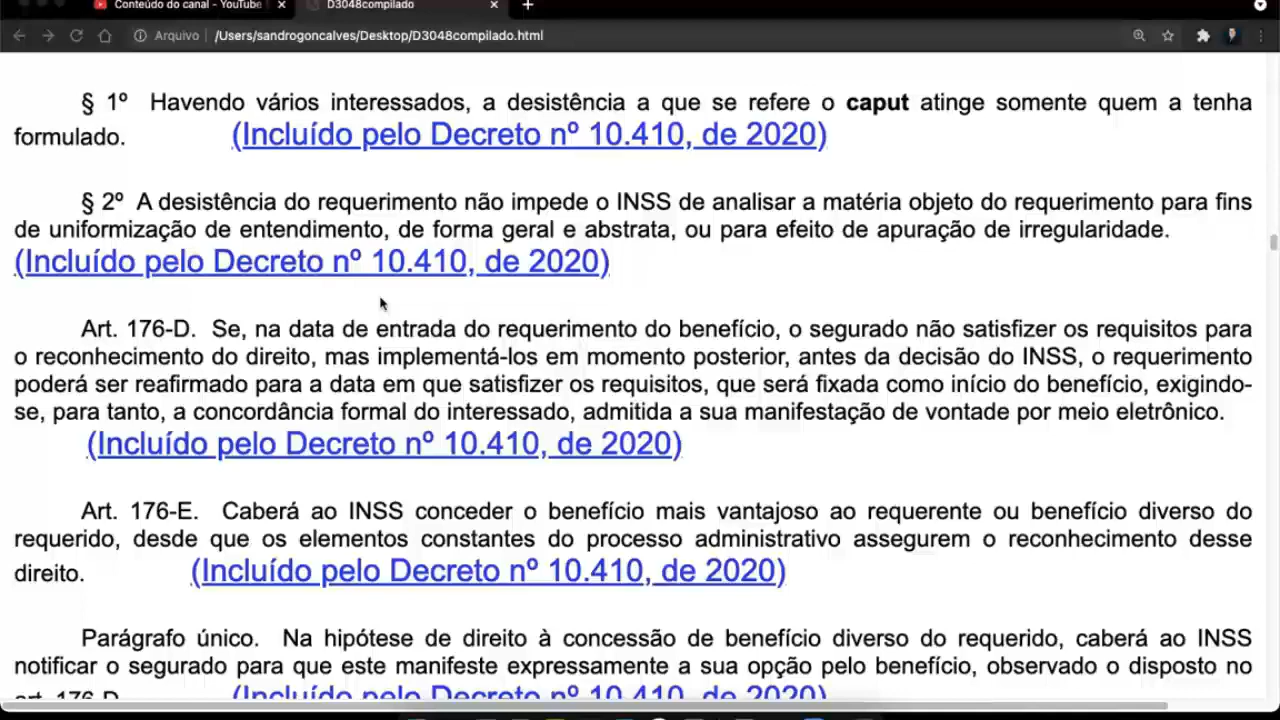 Conteúdo do canal - YouTube
D3048compilado
Arquivo /Users/sandrogoncalves/Desktop/D3048compilado.html
§ 1º Havendo vários interessados, a desistência a que se refere o caput atinge somente quem a tenha
formulado. (Incluído pelo Decreto nº 10.410, de 2020)
§ 2º A desistência do requerimento não impede o INSS de analisar a matéria objeto do requerimento para fins
de uniformização de entendimento, de forma geral e abstrata, ou para efeito de apuração de irregularidade.
(Incluído pelo Decreto nº 10.410, de 2020)
Art. 176-D. Se, na data de entrada do requerimento do benefício, o segurado não satisfizer os requisitos para
o reconhecimento do direito, mas implementá-los em momento posterior, antes da decisão do INSS, o requerimento
poderá ser reafirmado para a data em que satisfizer os requisitos, que será fixada como início do benefício, exigindo-
se, para tanto, a concordância formal do interessado, admitida a sua manifestação de vontade por meio eletrônico.
(Incluído pelo Decreto nº 10.410, de 2020)
Art. 176-E. Caberá ao INSS conceder o benefício mais vantajoso ao requerente ou benefício diverso do
requerido, desde que os elementos constantes do processo administrativo assegurem o reconhecimento desse
direito. (Incluído pelo Decreto nº 10.410, de 2020)
Parágrafo único. Na hipótese de direito à concessão de benefício diverso do requerido, caberá ao INSS
notificar o segurado para que este manifeste expressamente a sua opção pelo benefício, observado o disposto no
art. 176-D. (Incluído pelo Decreto nº 10.410, de 2020)